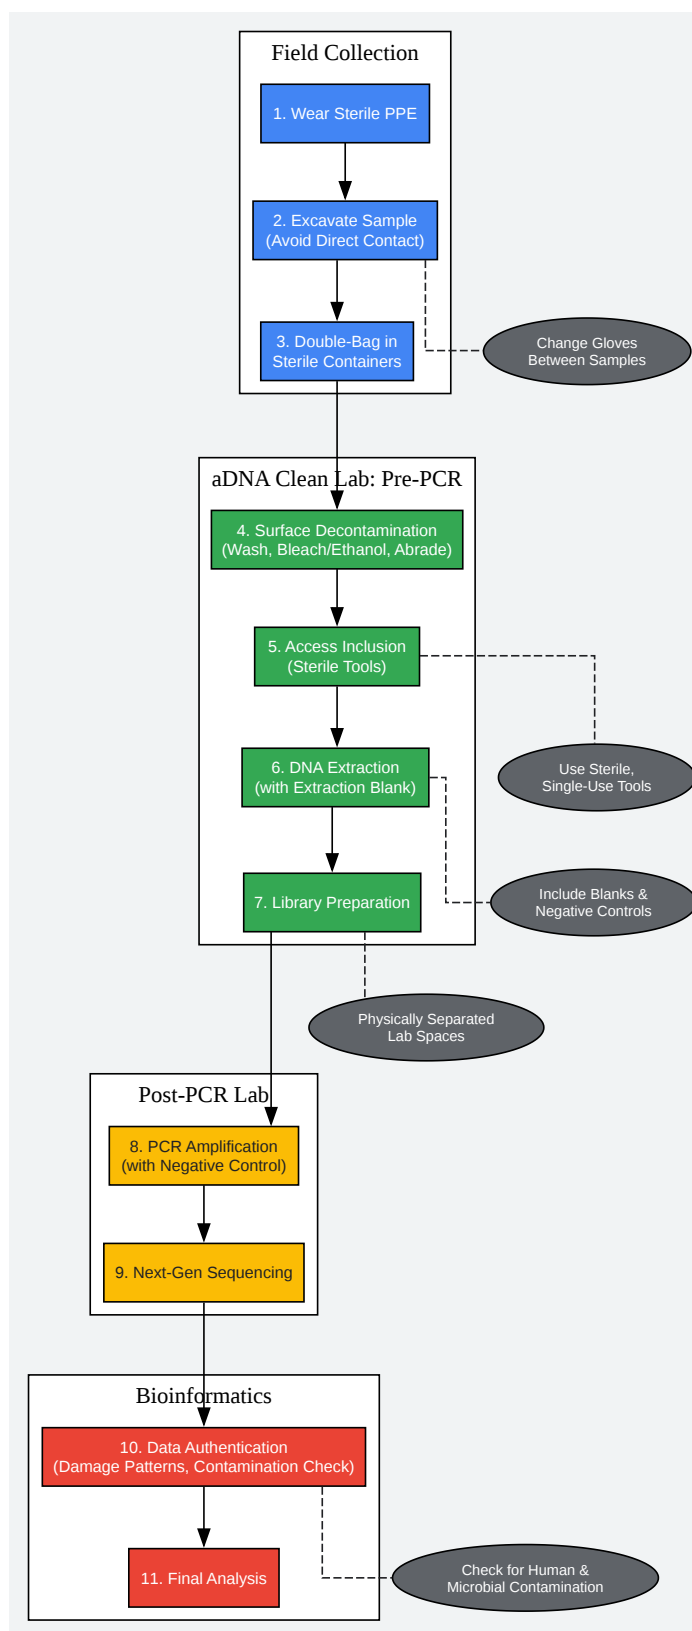 Field Collection
1. Wear Sterile PPE
2. Excavate Sample
(Avoid Direct Contact)
3. Double-Bag in
Sterile Containers
Change Gloves
Between Samples
aDNA Clean Lab: Pre-PCR
4. Surface Decontamination
(Wash, Bleach/Ethanol, Abrade)
5. Access Inclusion
(Sterile Tools)
Use Sterile,
Single-Use Tools
6. DNA Extraction
(with Extraction Blank)
7. Library Preparation
Include Blanks &
Negative Controls
Physically Separated
Lab Spaces
Post-PCR Lab
8. PCR Amplification
(with Negative Control)
9. Next-Gen Sequencing
Bioinformatics
10. Data Authentication
(Damage Patterns, Contamination Check)
11. Final Analysis
Check for Human &
Microbial Contamination